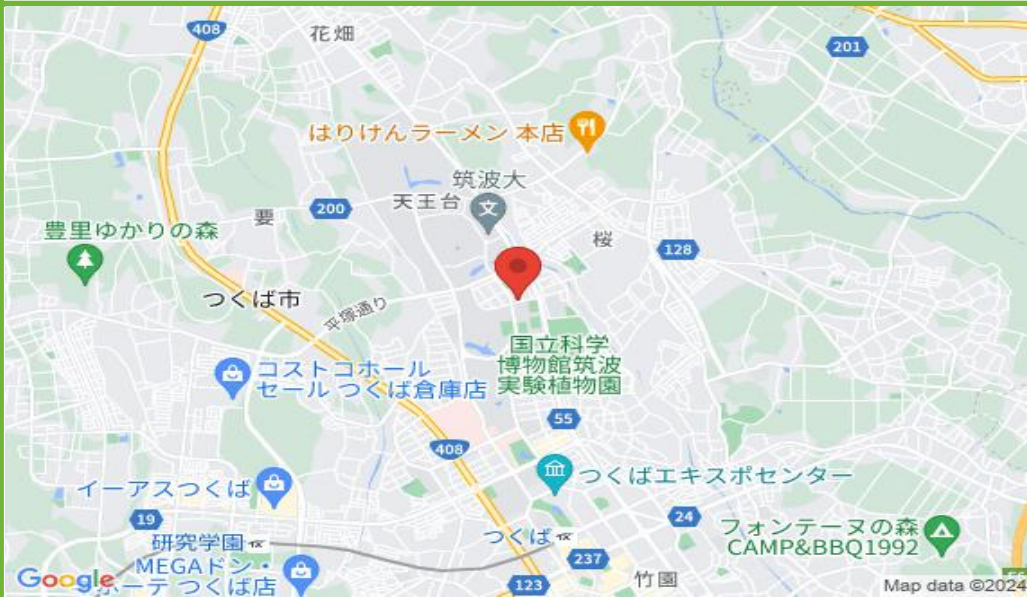 408
花畑
201
はりけんラーメン 本店
筑波大
天王台
200
要
桜
128
豊里ゆかりの森
つくば市
平塚通り
国立科学
博物館筑波
実験植物園
コストコホール
セール つくば倉庫店
55
408
つくばエキスポセンター
イーアスつくば
19
24
研究学園
つくば
フォンテーヌの森
CAMP&BBQ1992
237
MEGAドン・
ホーテ つくば店
123
竹園
Google
Map data ©2024